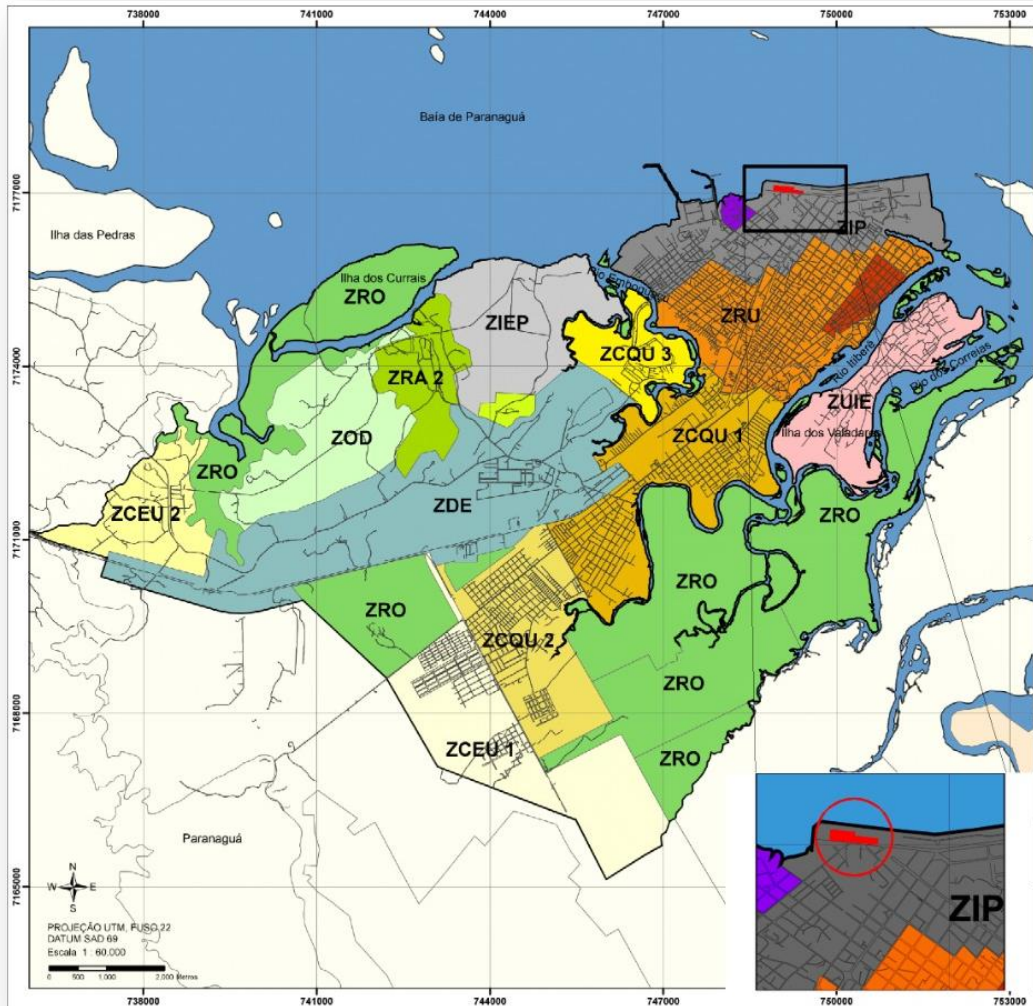 738000
741000
744000
747000
750000
753000
Baía de Paranaguá
7177000
ZIP
Ilha das Pedras
Ilha dos Currais
ZRO
Rio Emboguaçu
ZIEP
ZRU
ZCQU 3
7174000
ZRA 2
Rio Itiberê
Rio dos Correias
ZUIE
Ilha dos Valadares
ZOD
ZCQU 1
ZRO
ZDE
ZRO
ZCEU 2
7171000
ZRO
ZRO
ZCQU 2
ZRO
7168000
ZCEU 1
ZRO
Paranaguá
7165000
N
W E
S
ZIP
PROJEÇÃO UTM, FUSO 22
DATUM SAD 69
Escala 1 : 60.000
0 500 1,000 2,000 Metros
738000
741000
744000
747000
750000
753000